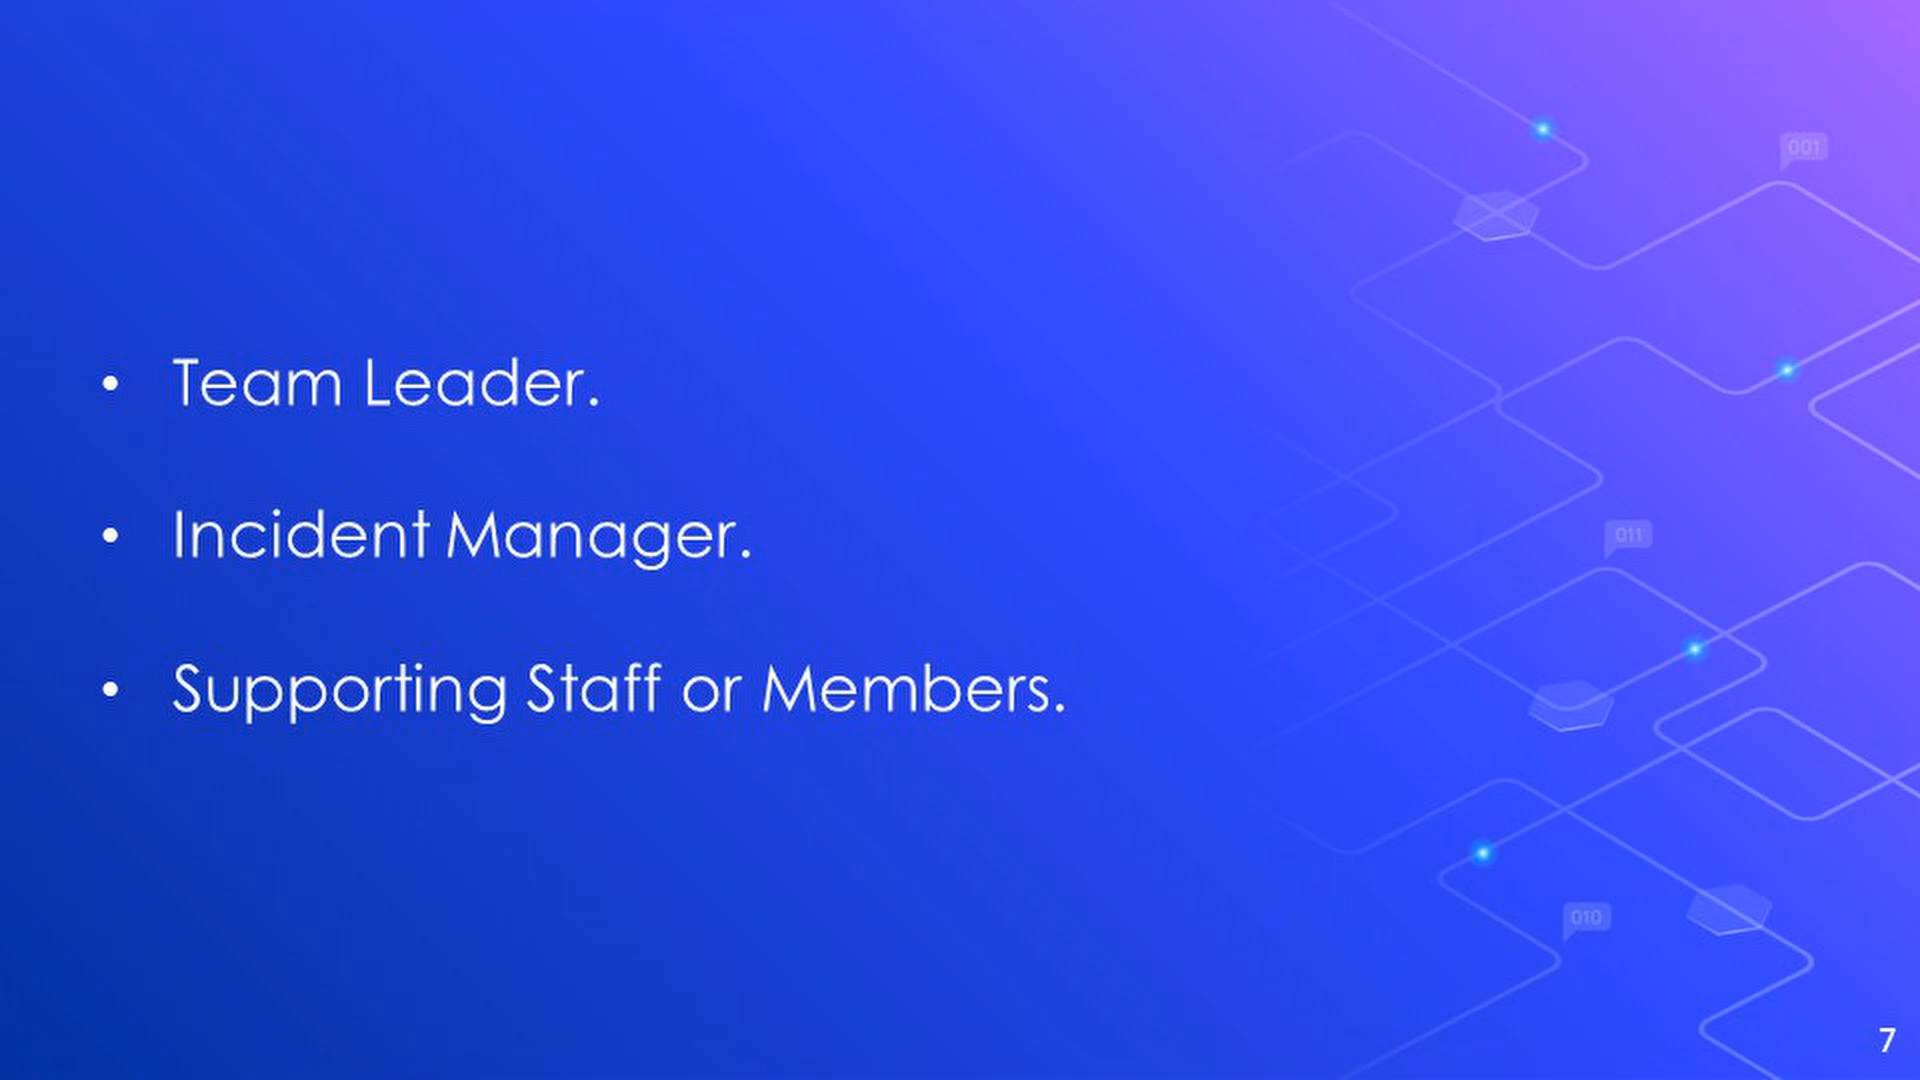 • Team Leader.
• Incident Manager.
• Supporting Staff or Members.
001
011
010
7